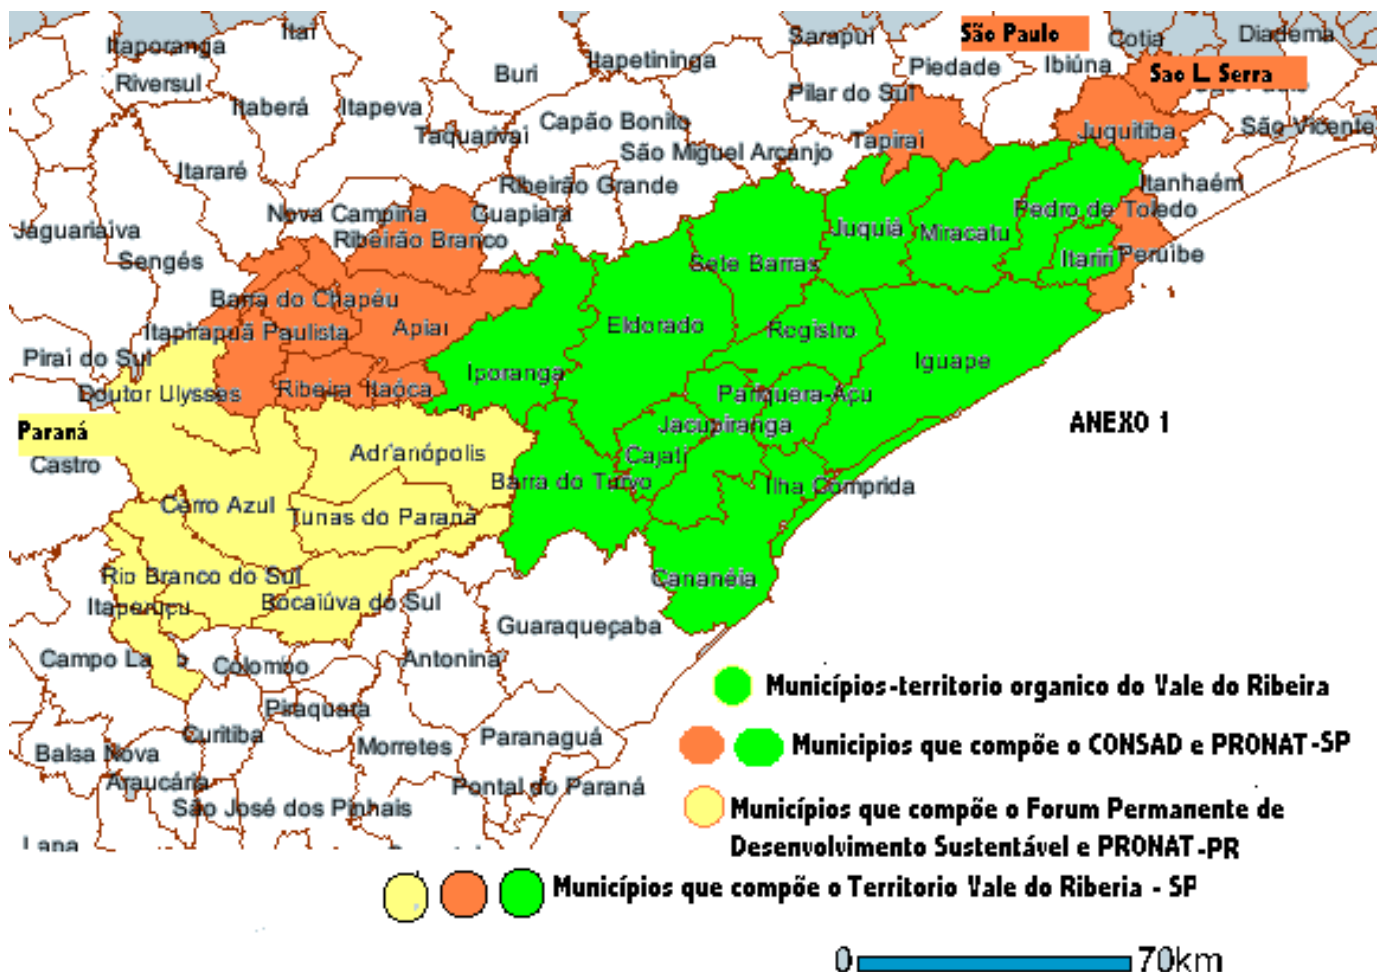 Itaí
Itaporanga
Riversul
Itaberá
Itapeva
Buri
Itapetininga
Sarapuí
São Paulo
Piedade
Ibiúna
Cotia
Diadema
Sao L. Serra
Pilar do Sul
Taquarivaí
Capão Bonito
São Miguel Arcanjo
Tapiraí
Juquitiba
São Vicente
Itararé
Itanhaém
Nova Campina
Ribeirão Grande
Guapiara
Ribeirão Branco
Jaguariaíva
Sengés
Juquiá
Miracatu
Pedro de Toledo
Itariri
Peruíbe
Sete Barras
Barra do Chapéu
Itapirapuã Paulista
Apiaí
Eldorado
Registro
Iguape
Piraí do Sul
Doutor Ulysses
Ribeira
Itaóca
Iporanga
Pariquera-Açu
Jacupiranga
ANEXO 1
Paraná
Castro
Adrianópolis
Cajati
Barra do Turvo
Ilha Comprida
Cerro Azul
Tunas do Paraná
Rio Branco do Sul
Cananéia
Itaperuçu
Bocaiúva do Sul
Guaraqueçaba
Campo La
Colombo
Antonina
Municípios-territorio organico do Vale do Ribeira
Piraquara
Curitiba
Balsa Nova
Morretes
Paranaguá
Municipios que compõe o CONSAD e PRONAT-SP
Araucária
São José dos Pinhais
Pontal do Paraná
Municípios que compõe o Forum Permanente de
Desenvolvimento Sustentável e PRONAT-PR
Lapa
Municípios que compõe o Territorio Vale do Riberia - SP
0 70km